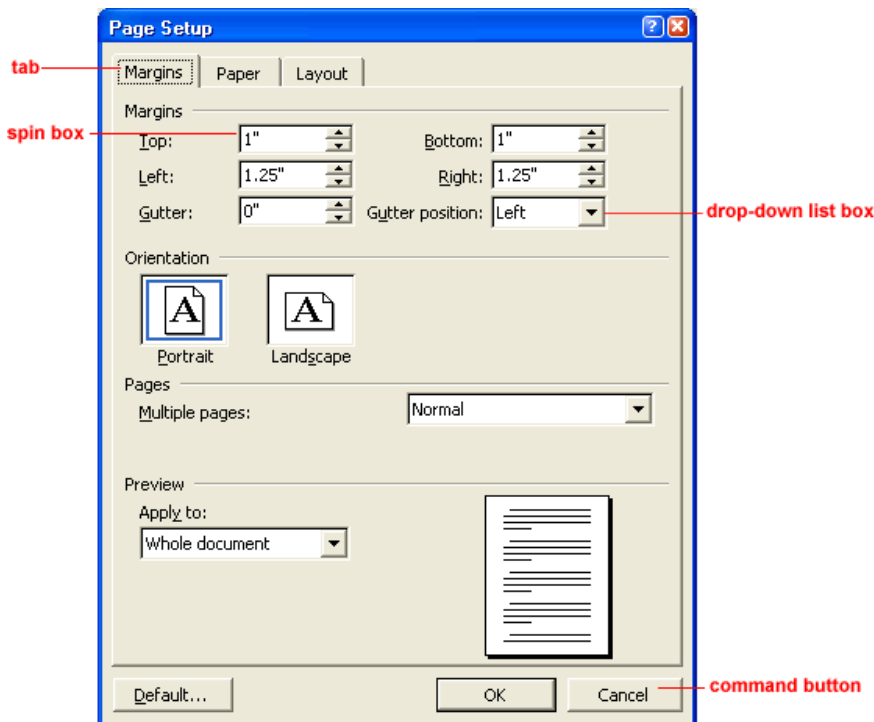 Page Setup
tab
Margins Paper Layout
Margins
spin box
Top: 1" Bottom: 1"
Left: 1.25" Right: 1.25"
Gutter: 0" Gutter position: Left
drop-down list box
Orientation
A A
Portrait Landscape
Pages
Multiple pages: Normal
Preview
Apply to:
Whole document
Default... OK Cancel
command button